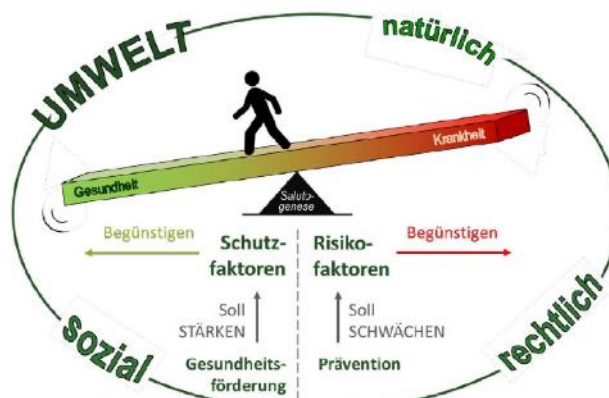 UMWELT
natürlich
Krankheit
Gesundheit
Saluto-
genese
Begünstigen
Schutz-
faktoren
Risiko-
faktoren
Begünstigen
Soll
STÄRKEN
Soll
SCHWÄCHEN
sozial
rechtlich
Gesundheits-
förderung
Prävention